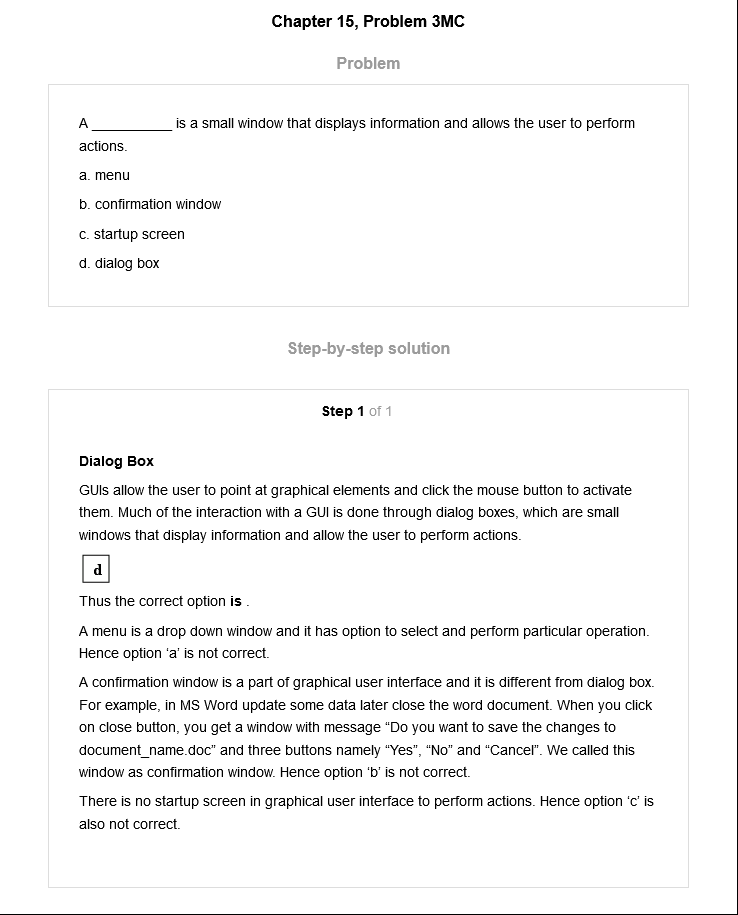 Chapter 15, Problem 3MC
Problem
A __________ is a small window that displays information and allows the user to perform
actions.
a. menu
b. confirmation window
c. startup screen
d. dialog box
Step-by-step solution
Step 1 of 1
Dialog Box
GUIs allow the user to point at graphical elements and click the mouse button to activate
them. Much of the interaction with a GUI is done through dialog boxes, which are small
windows that display information and allow the user to perform actions.
d
Thus the correct option is .
A menu is a drop down window and it has option to select and perform particular operation.
Hence option ‘a’ is not correct.
A confirmation window is a part of graphical user interface and it is different from dialog box.
For example, in MS Word update some data later close the word document. When you click
on close button, you get a window with message “Do you want to save the changes to
document_name.doc” and three buttons namely “Yes”, “No” and “Cancel”. We called this
window as confirmation window. Hence option ‘b’ is not correct.
There is no startup screen in graphical user interface to perform actions. Hence option ‘c’ is
also not correct.